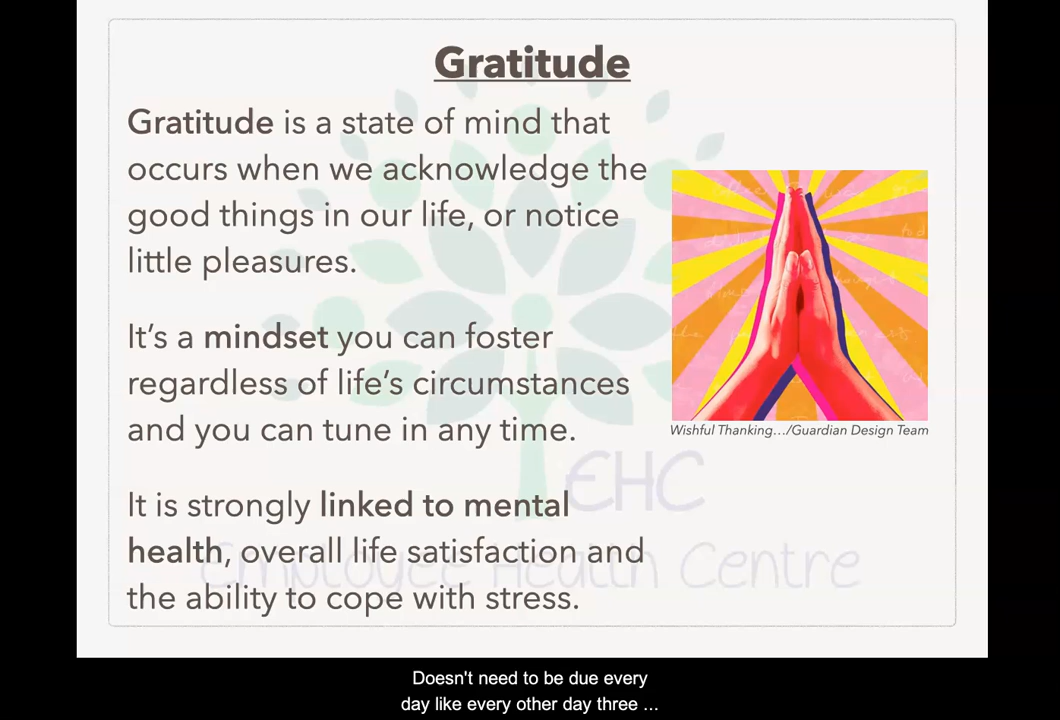 Gratitude
Gratitude is a state of mind that
occurs when we acknowledge the
good things in our life, or notice
little pleasures.
It's a mindset you can foster
regardless of life's circumstances
and you can tune in any time.
It is strongly linked to mental
health, overall life satisfaction and
the ability to cope with stress.
Wishful Thanking.../Guardian Design Team
EHC
Employee Health Centre
Doesn't need to be due every
day like every other day three ...